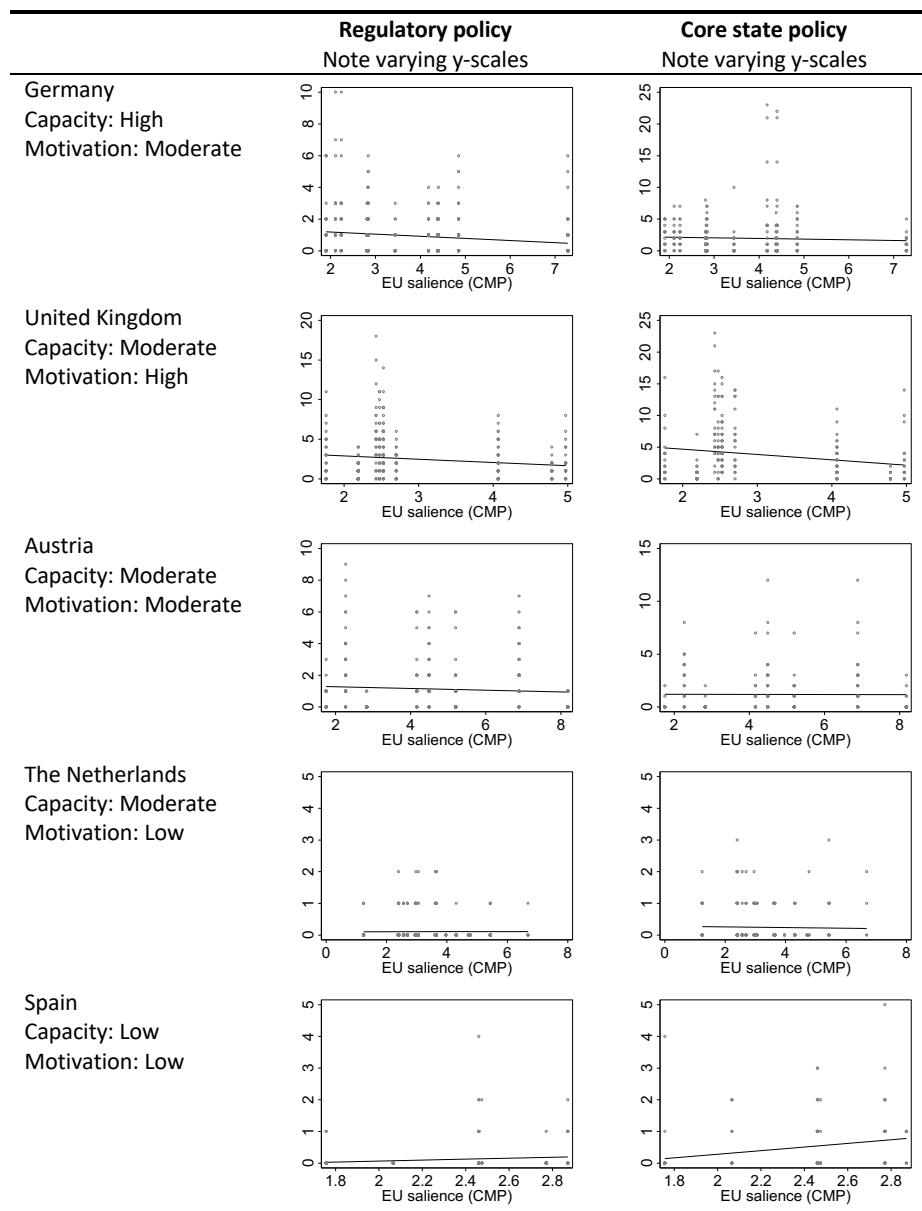 Regulatory policy Core state policy
Note varying y-scales Note varying y-scales
Germany
Capacity: High
Motivation: Moderate
0 2 4 6 8 10
2 3 4 5 6 7
EU salience (CMP)
0 5 10 15 20 25
2 3 4 5 6 7
EU salience (CMP)
United Kingdom
Capacity: Moderate
Motivation: High
0 5 10 15 20
2 3 4 5
EU salience (CMP)
0 5 10 15 20 25
2 3 4 5
EU salience (CMP)
Austria
Capacity: Moderate
Motivation: Moderate
0 2 4 6 8 10
2 4 6 8
EU salience (CMP)
0 5 10 15
2 4 6 8
EU salience (CMP)
The Netherlands
Capacity: Moderate
Motivation: Low
0 1 2 3 4 5
0 2 4 6 8
EU salience (CMP)
0 1 2 3 4 5
0 2 4 6 8
EU salience (CMP)
Spain
Capacity: Low
Motivation: Low
0 1 2 3 4 5
1.8 2 2.2 2.4 2.6 2.8
EU salience (CMP)
0 1 2 3 4 5
1.8 2 2.2 2.4 2.6 2.8
EU salience (CMP)